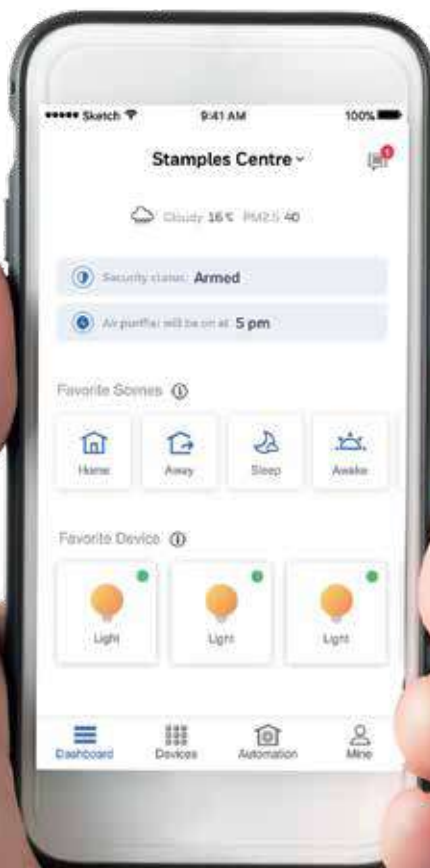 Sketch 9:41 AM 100%
Stamples Centre
1
Cloudy 16℃ PM2.5 40
Security status: Armed
Air purifier will be on at 5 pm
Favorite Scenes
Home Away Sleep Awake
Favorite Device
Light Light Light
Dashboard Devices Automation Mine